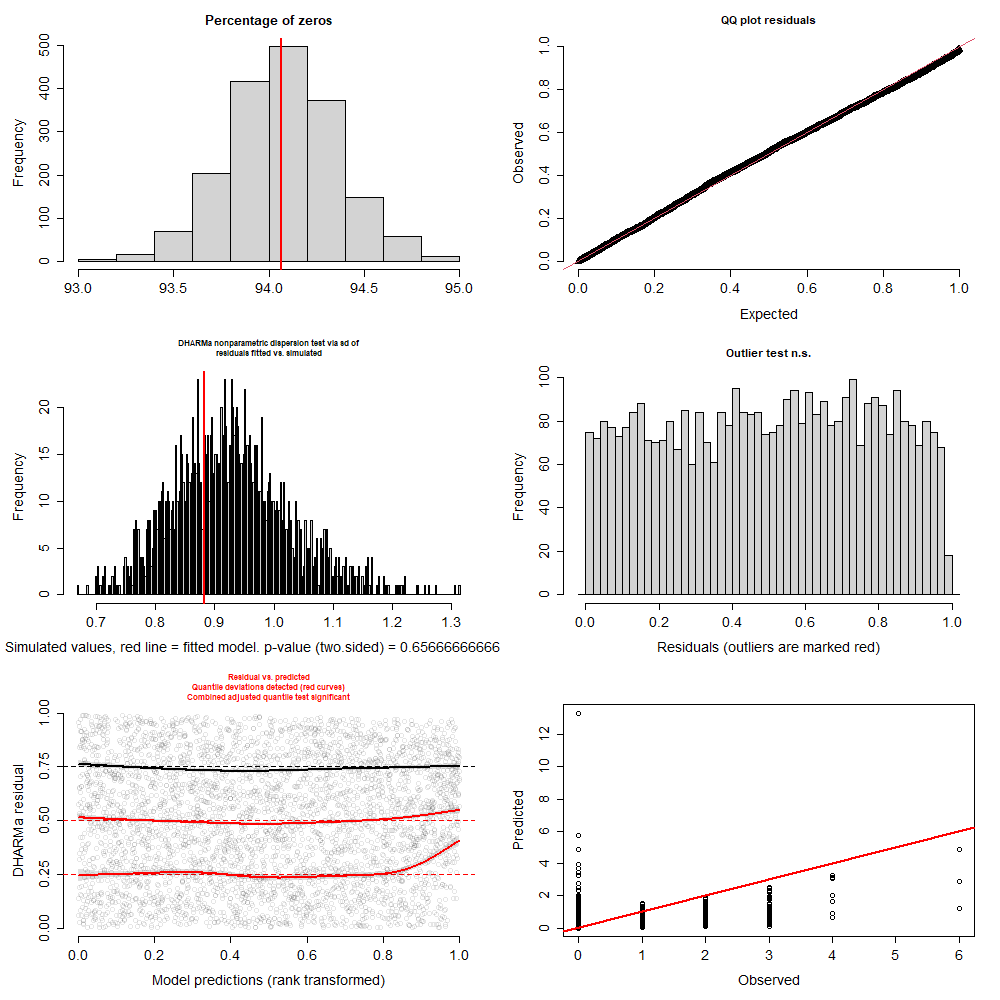 Percentage of zeros
Frequency
0 100 200 300 400 500
93.0 93.5 94.0 94.5 95.0
QQ plot residuals
Observed
0.0 0.2 0.4 0.6 0.8 1.0
0.0 0.2 0.4 0.6 0.8 1.0
Expected
DHARMa nonparametric dispersion test via sd of
residuals fitted vs. simulated
Frequency
0 5 10 15 20
0.7 0.8 0.9 1.0 1.1 1.2 1.3
Simulated values, red line = fitted model. p-value (two.sided) = 0.65666666666
Outlier test n.s.
Frequency
0 20 40 60 80 100
0.0 0.2 0.4 0.6 0.8 1.0
Residuals (outliers are marked red)
Residual vs. predicted
Quantile deviations detected (red curves)
Combined adjusted quantile test significant
DHARMa residual
0.00 0.25 0.50 0.75 1.00
0.0 0.2 0.4 0.6 0.8 1.0
Model predictions (rank transformed)
Predicted
0 2 4 6 8 10 12
0 1 2 3 4 5 6
Observed